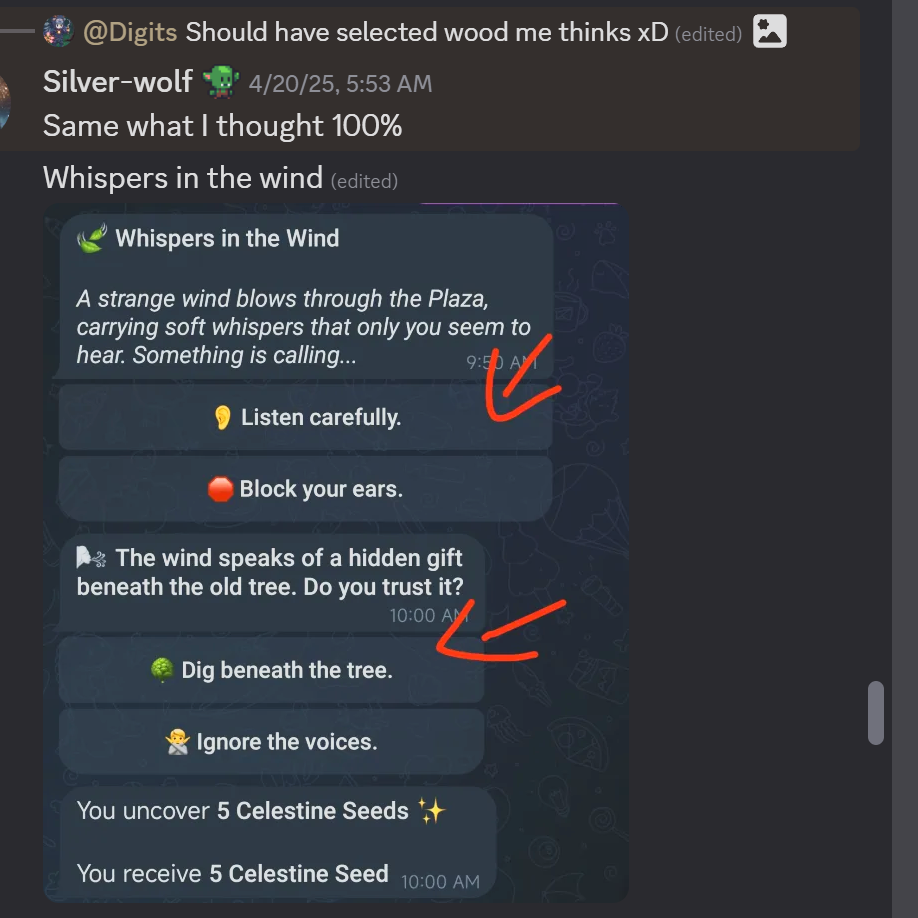 @Digits Should have selected wood me thinks xD (edited)
Silver-wolf 4/20/25, 5:53 AM
Same what I thought 100%
Whispers in the wind (edited)
Whispers in the Wind
A strange wind blows through the Plaza,
carrying soft whispers that only you seem to
hear. Something is calling...
9:50 AM
Listen carefully.
Block your ears.
The wind speaks of a hidden gift
beneath the old tree. Do you trust it?
10:00 AM
Dig beneath the tree.
Ignore the voices.
You uncover 5 Celestine Seeds
You receive 5 Celestine Seed 10:00 AM